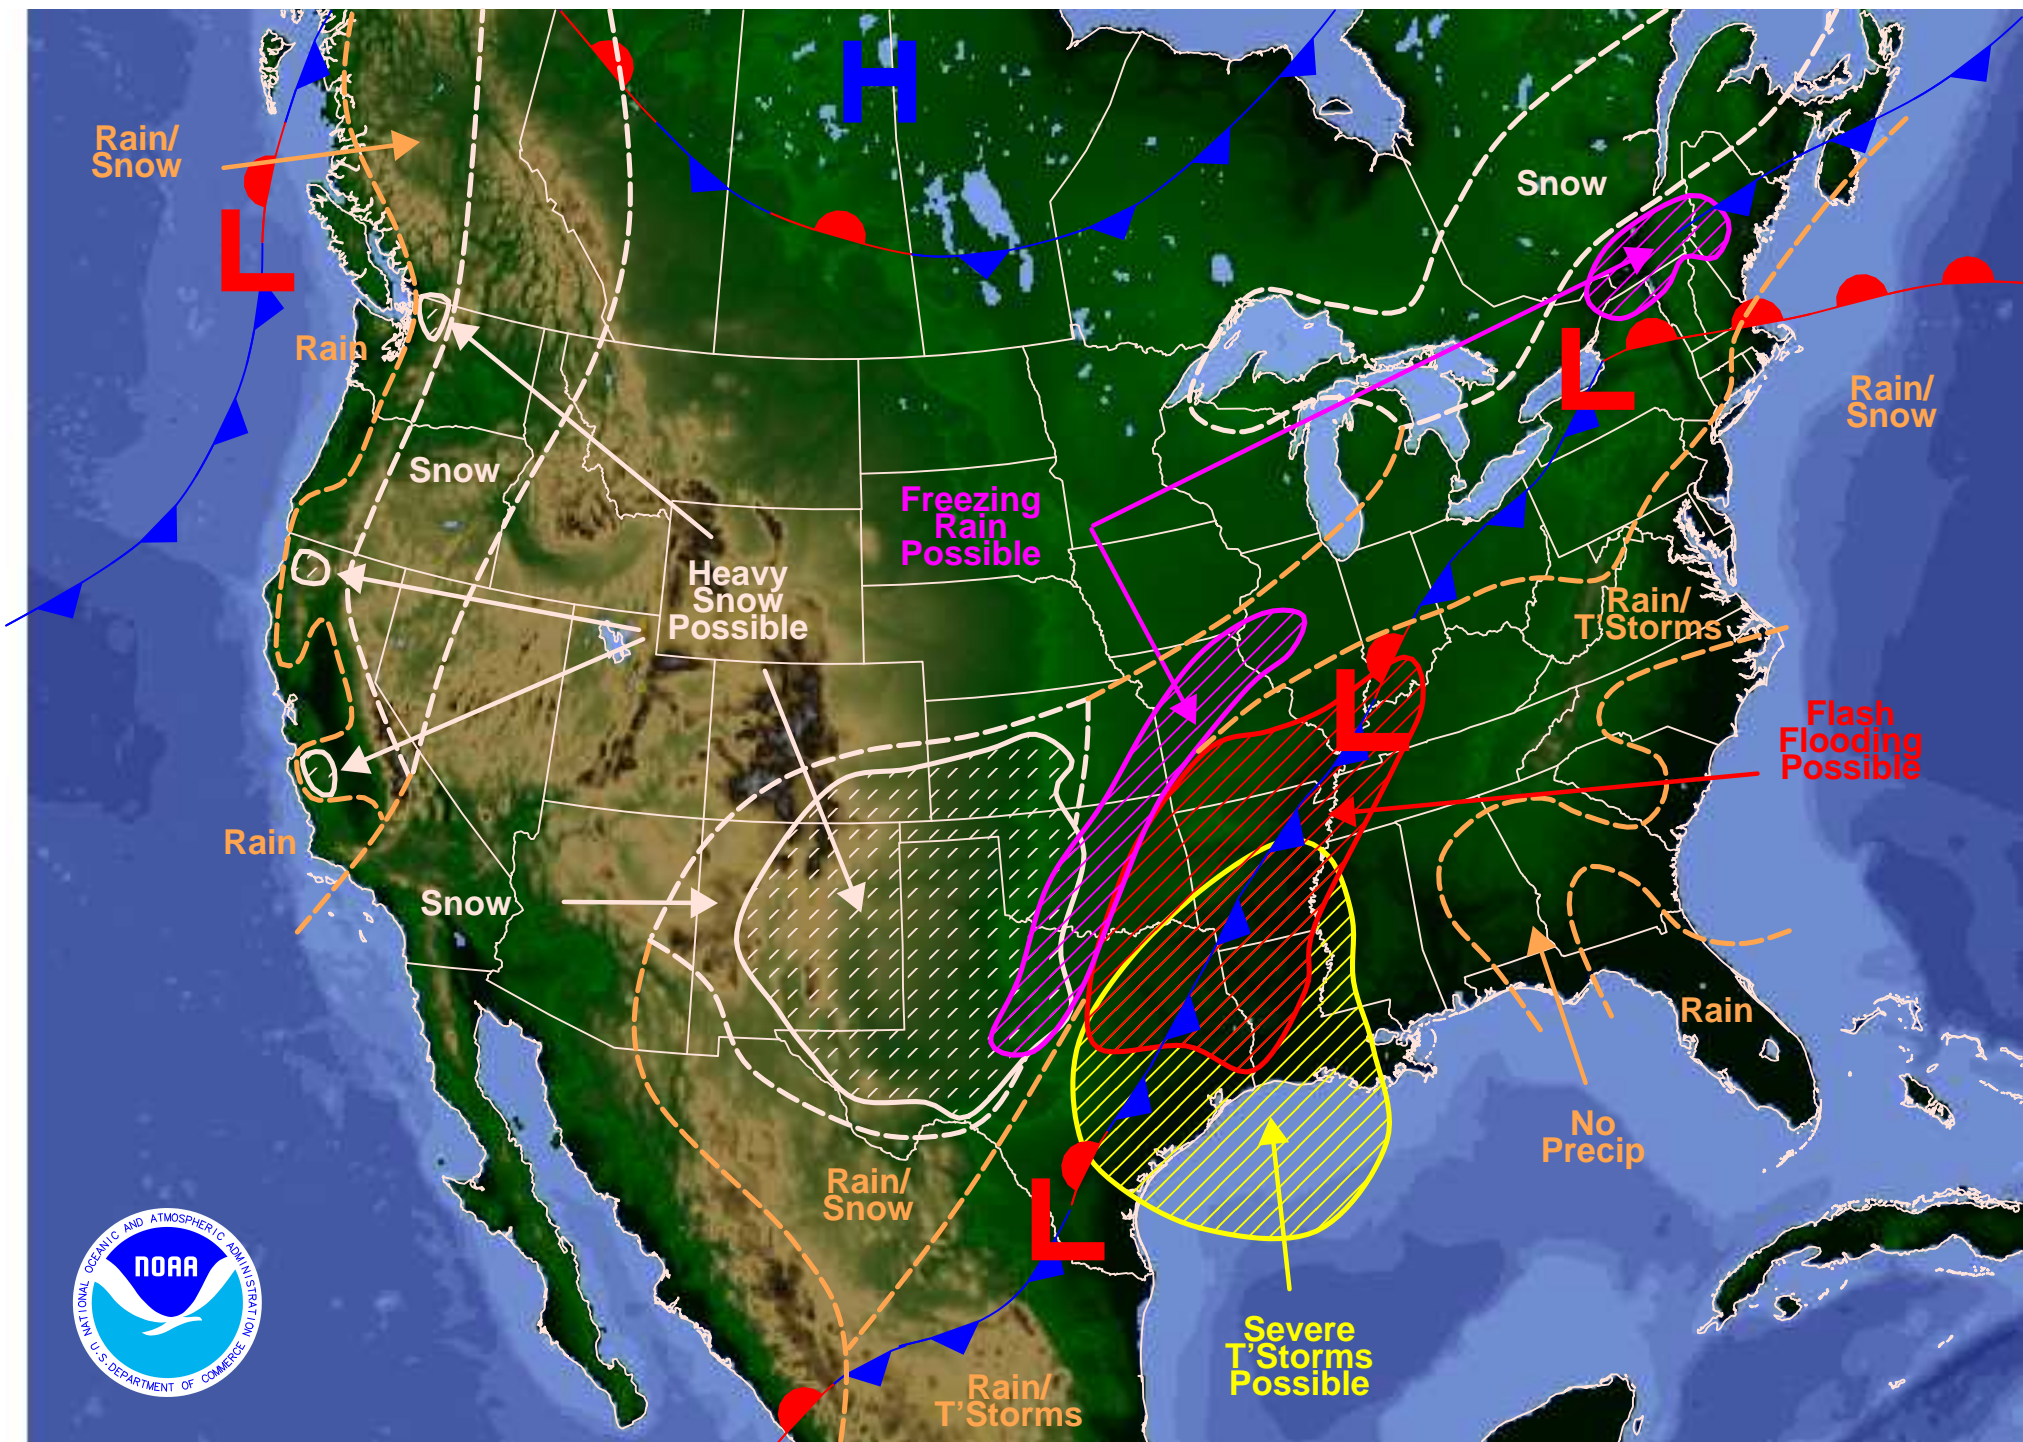 H
Rain/
Snow
Snow
L
Rain
L
Rain/
Snow
Snow
Freezing
Rain
Possible
Heavy
Snow
Possible
Rain/
T'Storms
L
Flash
Flooding
Possible
Rain
Snow
Rain
No
Precip
Rain/
Snow
L
Severe
T'Storms
Possible
Rain/
T'Storms
NATIONAL OCEANIC AND ATMOSPHERIC ADMINISTRATION
NOAA
U.S. DEPARTMENT OF COMMERCE